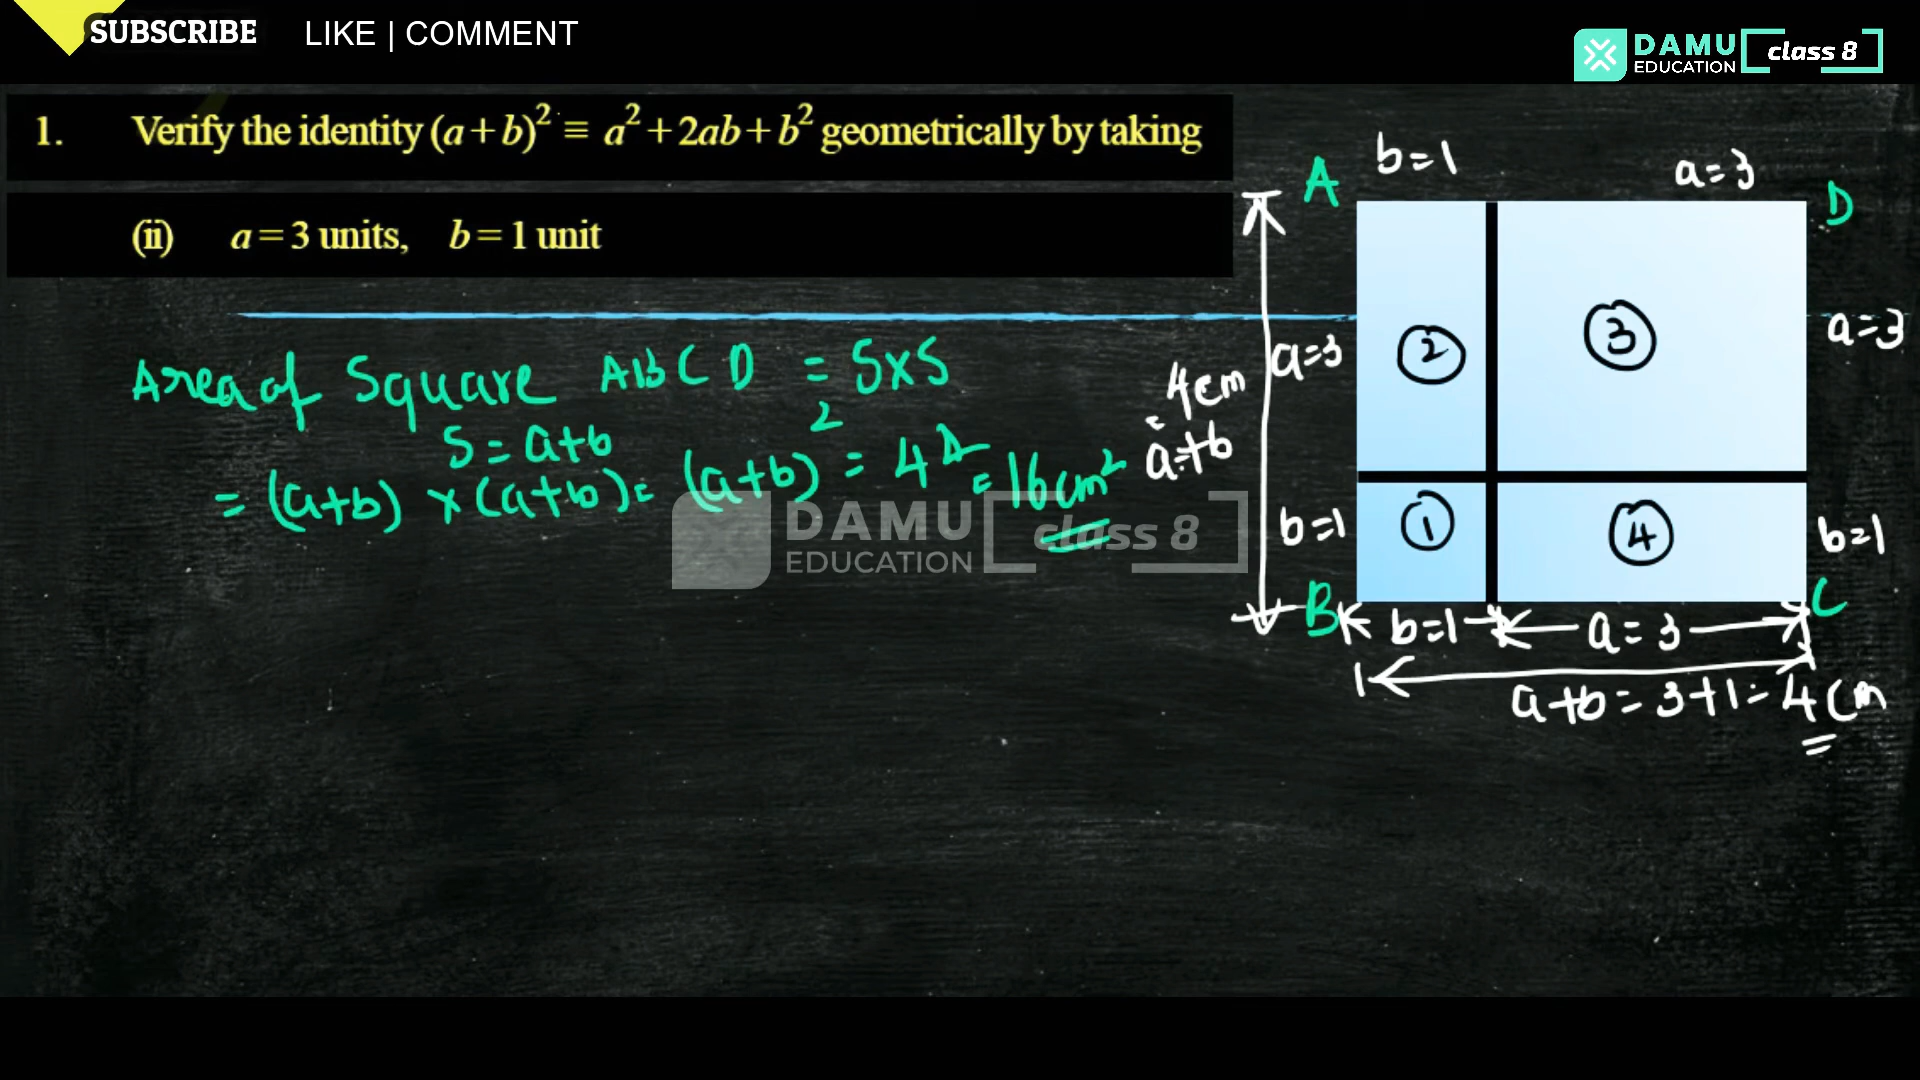 SUBSCRIBE LIKE | COMMENT
DAMU EDUCATION class 8
1. Verify the identity (a+b)² ≡ a²+2ab+b² geometrically by taking
(ii) a=3 units, b=1 unit
Area of Square ABCD = S×S
S = a+b
= (a+b) × (a+b) = (a+b)² = 4² = 16cm²
DAMU EDUCATION class 8
A b=1 a=3 D
a=3 2 3 a=3
4cm
=
a+b
b=1 1 4 b=1
B b=1 a=3 C
a+b = 3+1 = 4cm